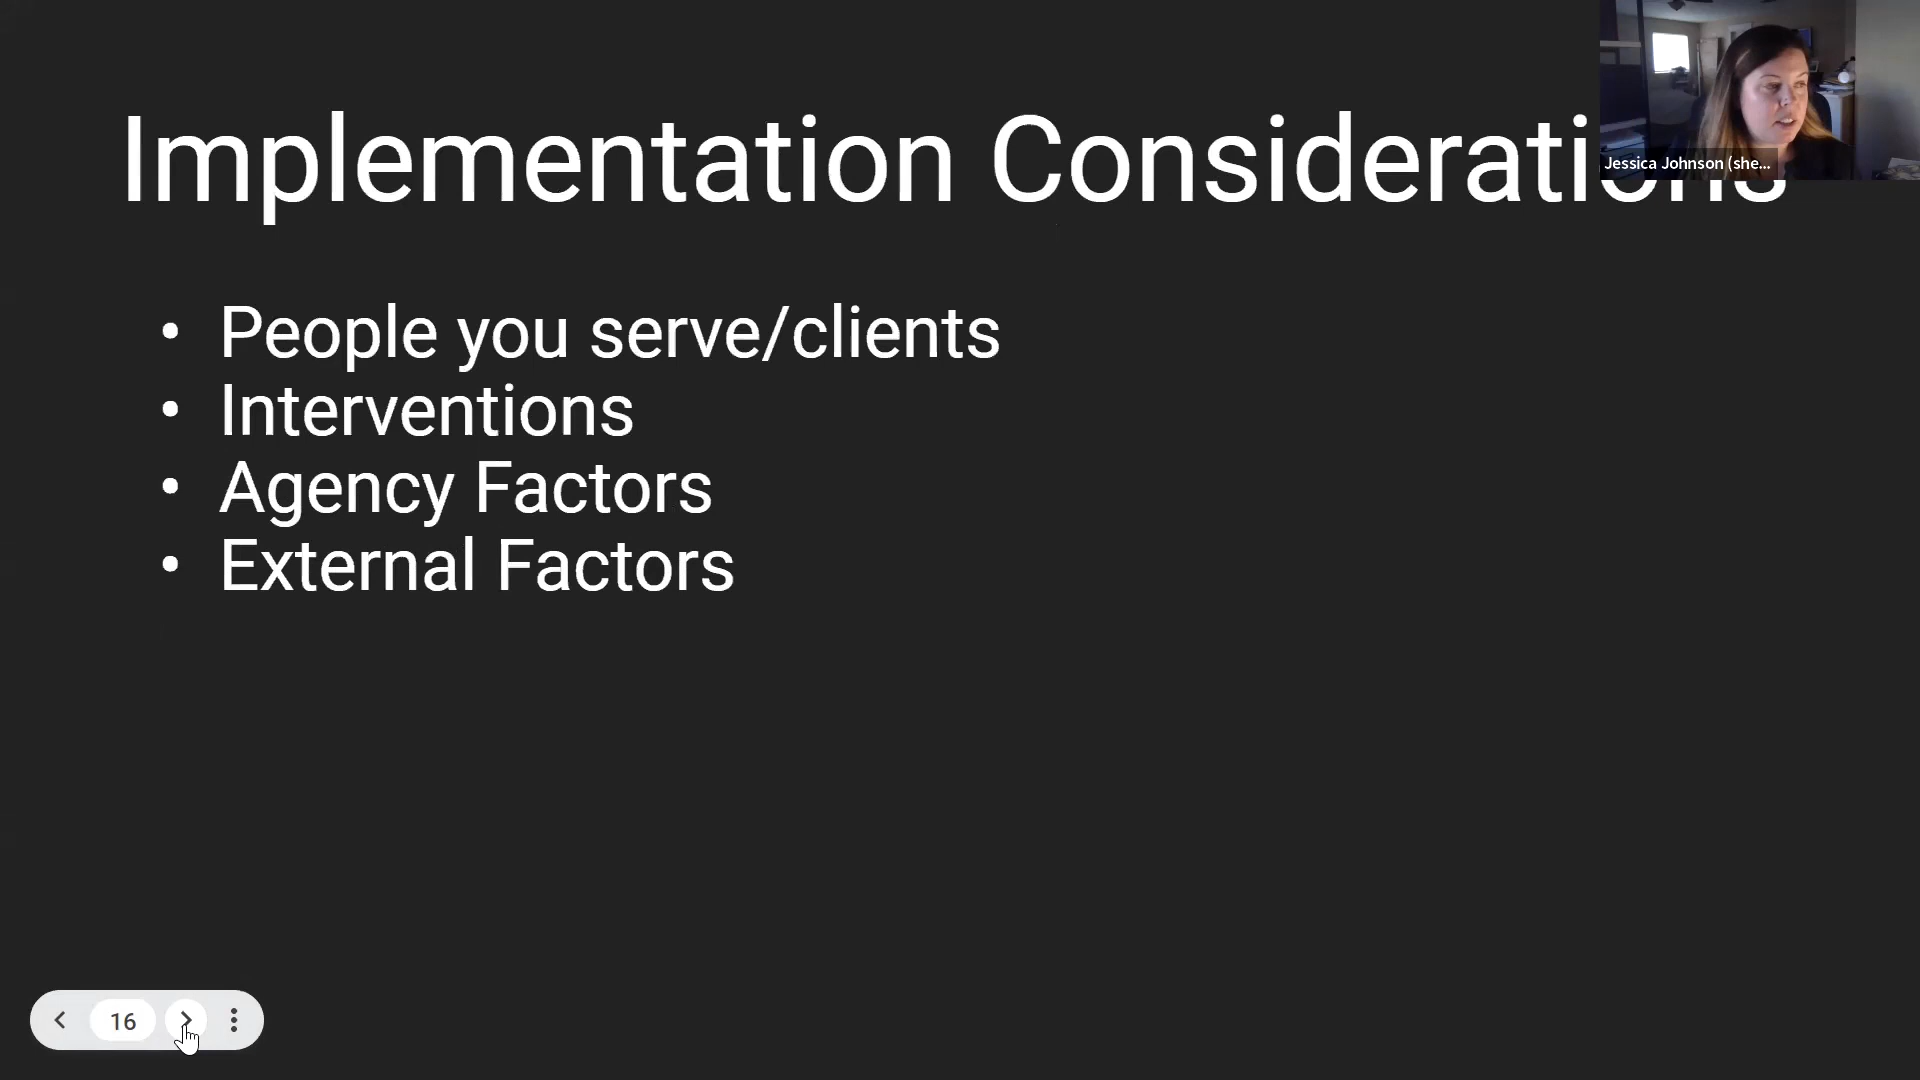 Implementation Considerations
Jessica Johnson (she...
• People you serve/clients
• Interventions
• Agency Factors
• External Factors
16